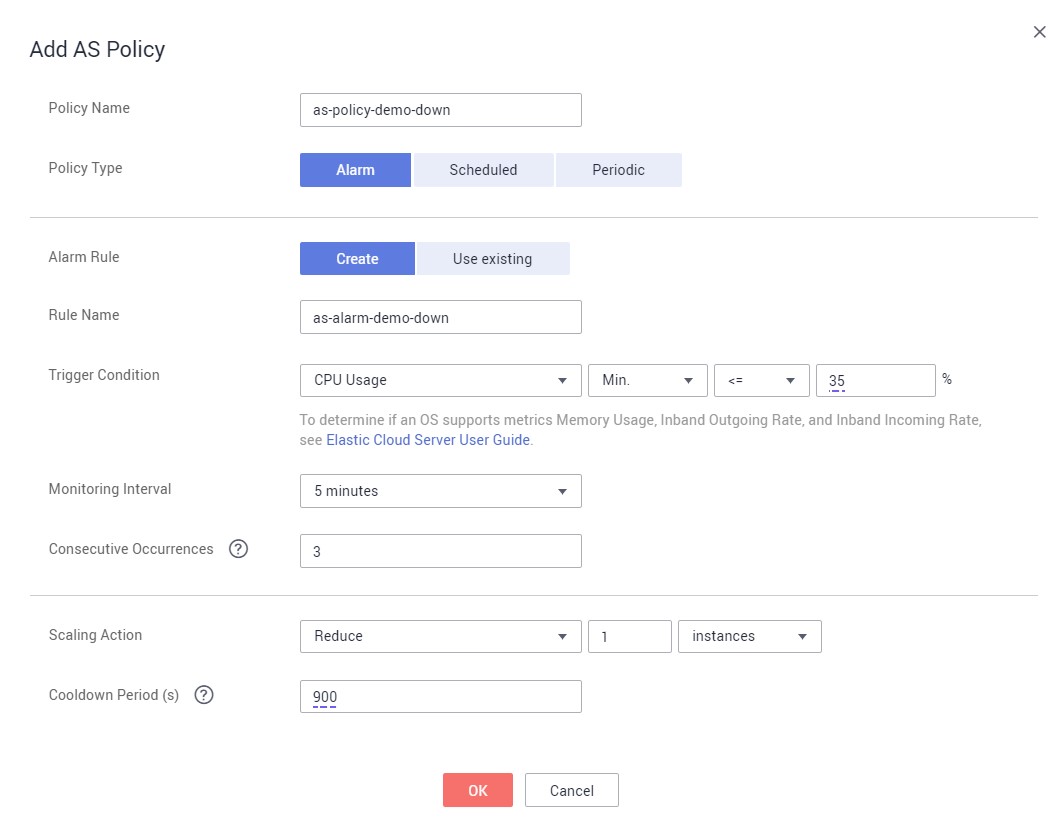 Add AS Policy
Policy Name as-policy-demo-down
Policy Type Alarm Scheduled Periodic
Alarm Rule Create Use existing
Rule Name as-alarm-demo-down
Trigger Condition CPU Usage Min. <= 35 %
To determine if an OS supports metrics Memory Usage, Inband Outgoing Rate, and Inband Incoming Rate,
see Elastic Cloud Server User Guide.
Monitoring Interval 5 minutes
Consecutive Occurrences ? 3
Scaling Action Reduce 1 instances
Cooldown Period (s) ? 900
OK Cancel